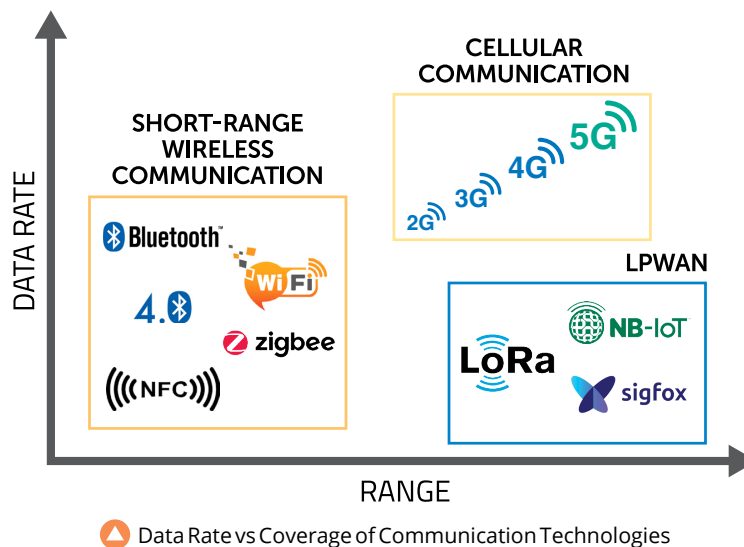 CELLULAR
COMMUNICATION
5G
4G
3G
2G
SHORT-RANGE
WIRELESS
COMMUNICATION
Bluetooth™
WiFi
4.0
zigbee
NFC
LPWAN
LoRa
NB-IoT
sigfox
DATA RATE
RANGE
Data Rate vs Coverage of Communication Technologies